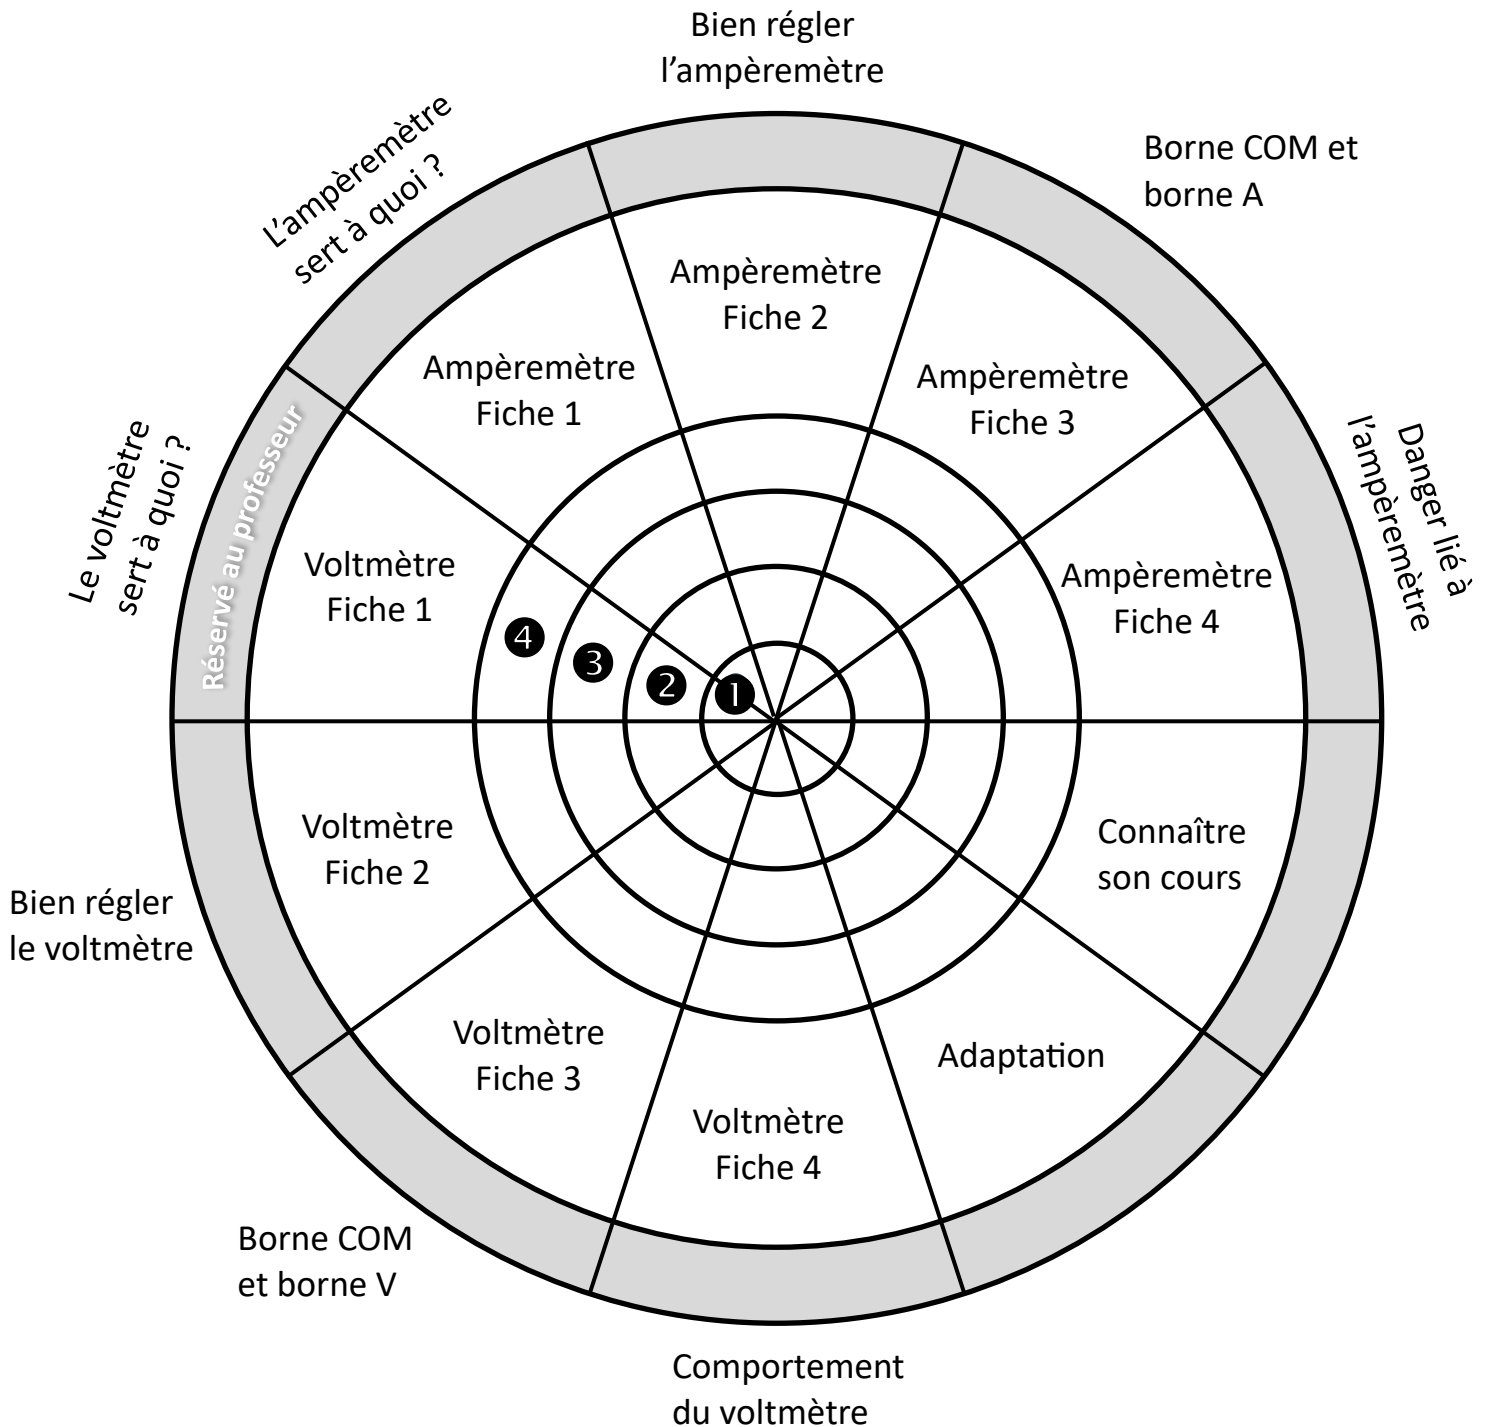 Bien régler
l'ampèremètre
L'ampèremètre
sert à quoi ?
Borne COM et
borne A
Ampèremètre
Fiche 2
Ampèremètre
Fiche 1
Ampèremètre
Fiche 3
Le voltmètre
sert à quoi ?
Réservé au professeur
Danger lié à
l'ampèremètre
Voltmètre
Fiche 1
Ampèremètre
Fiche 4
4 3 2 1
Voltmètre
Fiche 2
Connaître
son cours
Bien régler
le voltmètre
Voltmètre
Fiche 3
Adaptation
Voltmètre
Fiche 4
Borne COM
et borne V
Comportement
du voltmètre